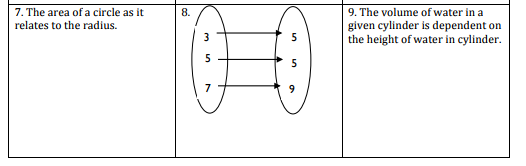 7. The area of a circle as it
relates to the radius.
8.
3 5
5 5
7 9
9. The volume of water in a
given cylinder is dependent on
the height of water in cylinder.